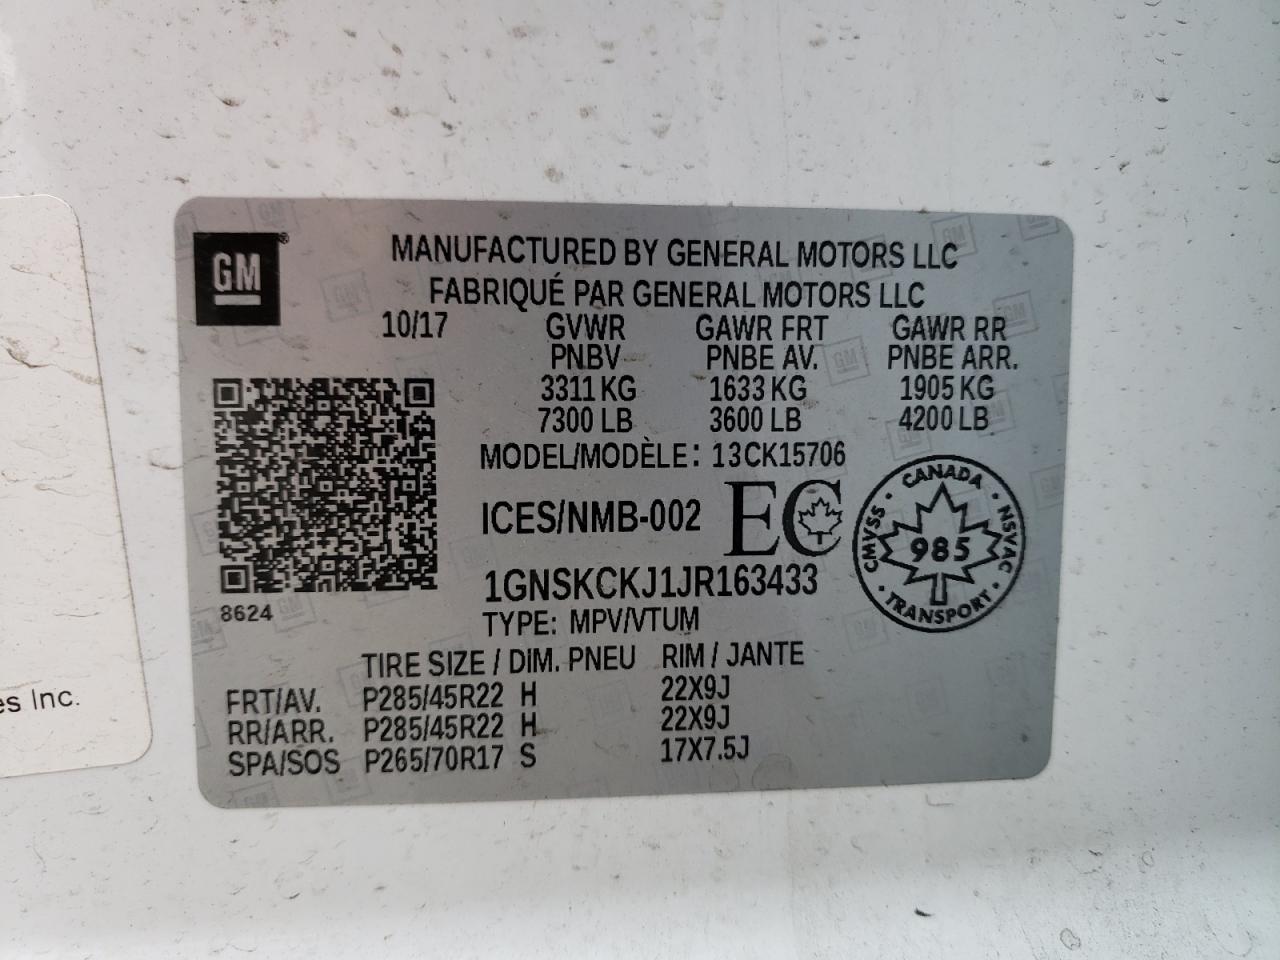 GM
MANUFACTURED BY GENERAL MOTORS LLC
FABRIQUÉ PAR GENERAL MOTORS LLC
10/17 GVWR GAWR FRT GAWR RR
PNBV PNBE AV. PNBE ARR.
3311 KG 1633 KG 1905 KG
7300 LB 3600 LB 4200 LB
MODEL/MODÈLE: 13CK15706
ICES/NMB-002 EC
CANADA
CMVSS 985 NSVAC
TRANSPORT
1GNSKCKJ1JR163433
8624
TYPE: MPV/VTUM
TIRE SIZE / DIM. PNEU RIM / JANTE
FRT/AV. P285/45R22 H 22X9J
RR/ARR. P285/45R22 H 22X9J
SPA/SOS P265/70R17 S 17X7.5J
Inc.